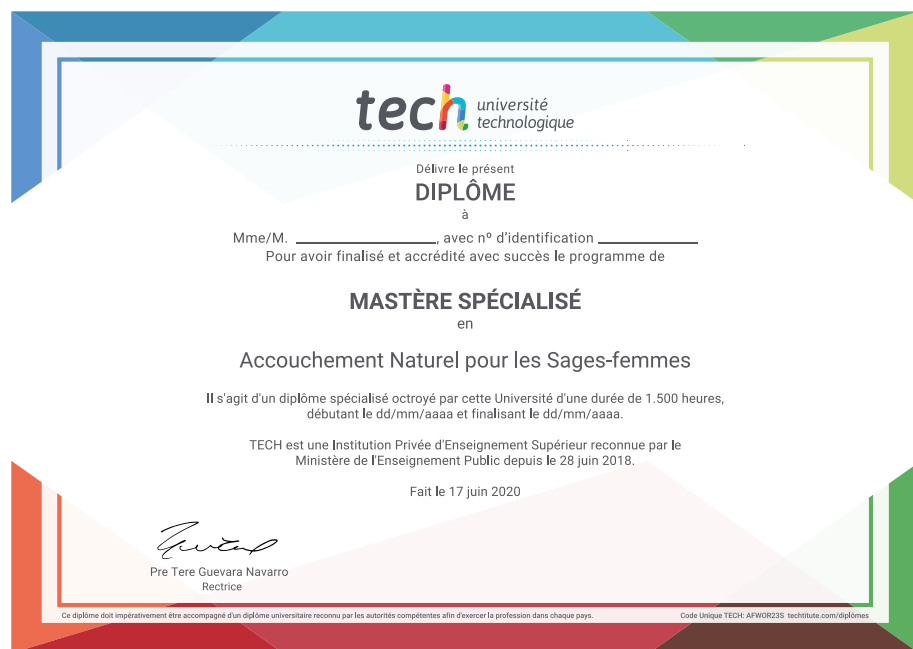 tech université
technologique
Délivre le présent
DIPLÔME
à
Mme/M. ____________, avec nº d'identification ____________
Pour avoir finalisé et accrédité avec succès le programme de
MASTÈRE SPÉCIALISÉ
en
Accouchement Naturel pour les Sages-femmes
Il s'agit d'un diplôme spécialisé octroyé par cette Université d'une durée de 1.500 heures,
débutant le dd/mm/aaaa et finalisant le dd/mm/aaaa.
TECH est une Institution Privée d'Enseignement Supérieur reconnue par le
Ministère de l'Enseignement Public depuis le 28 juin 2018.
Fait le 17 juin 2020
Pre Tere Guevara Navarro
Rectrice
Ce diplôme doit impérativement être accompagné d'un diplôme universitaire reconnu par les autorités compétentes afin d'exercer la profession dans chaque pays.
Code Unique TECH: AFWOR23S techtitute.com/diplômes